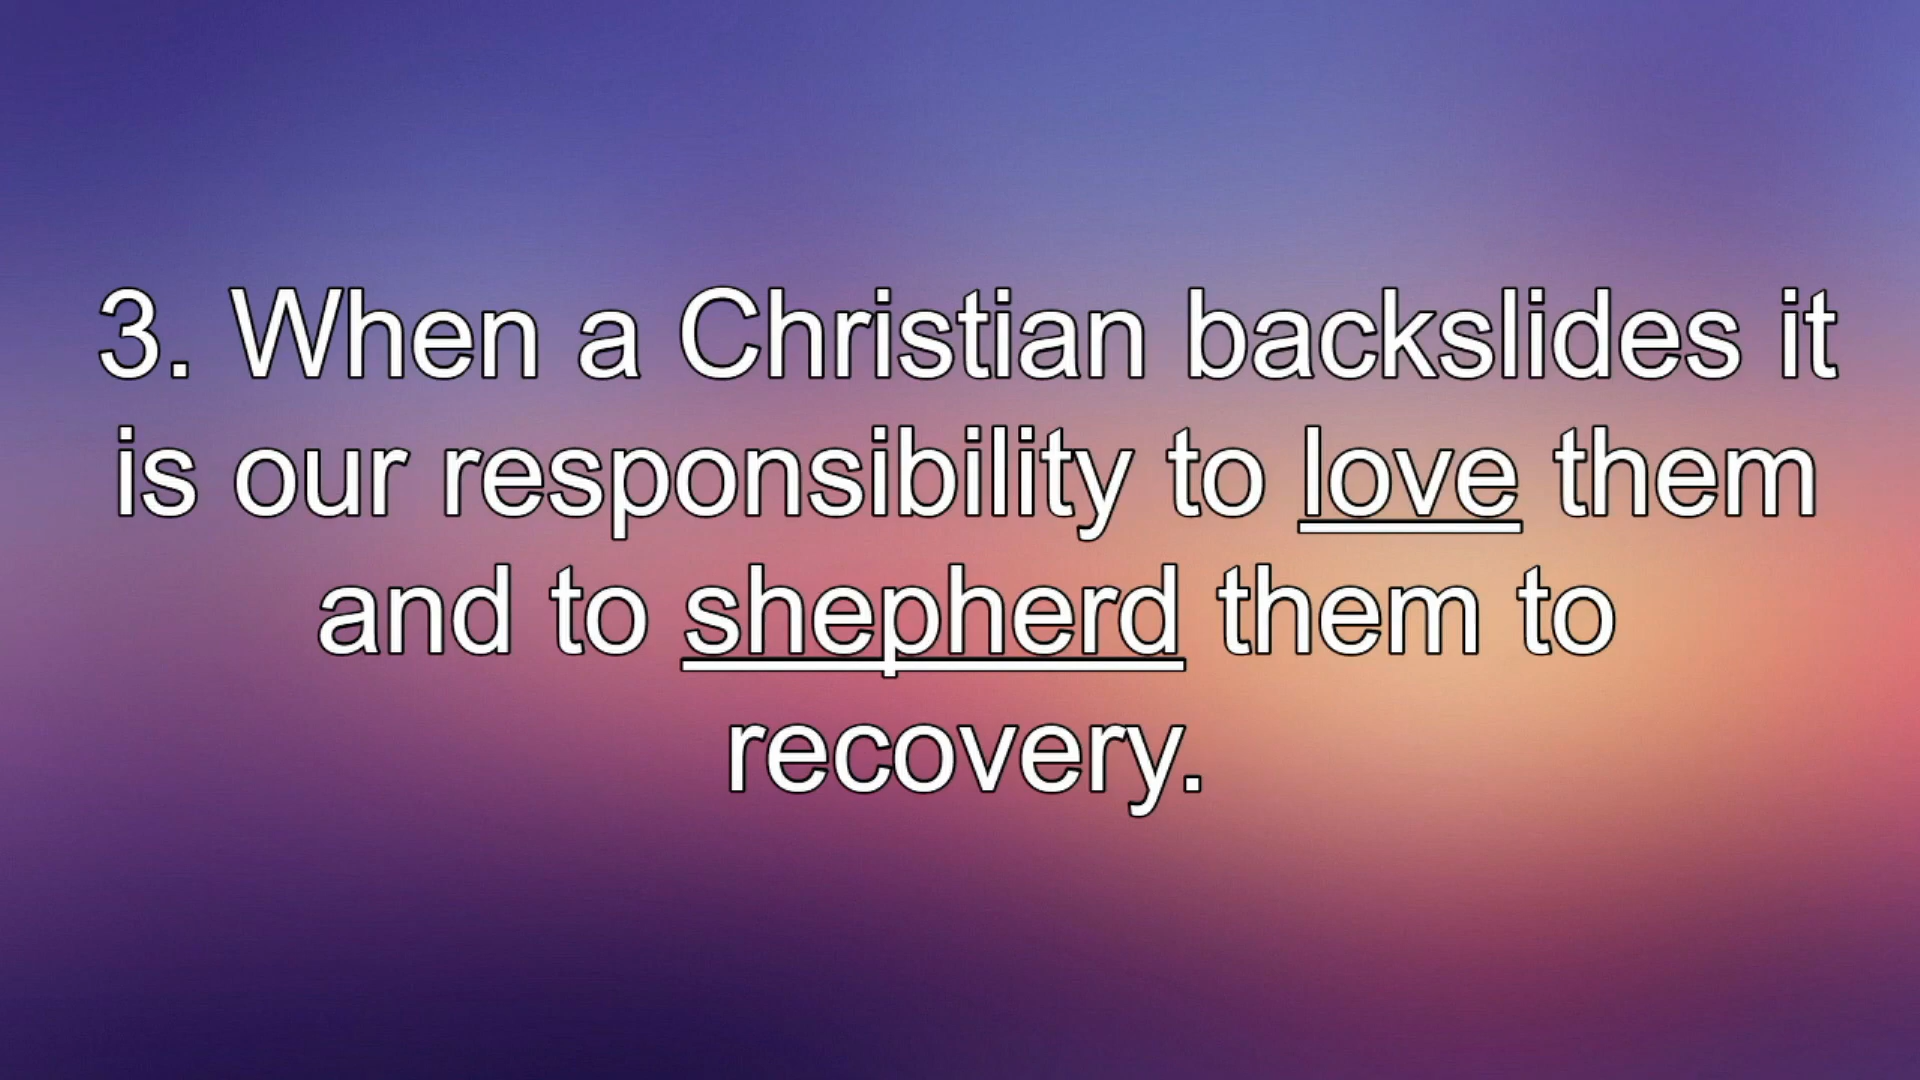 3. When a Christian backslides it
is our responsibility to love them
and to shepherd them to
recovery.